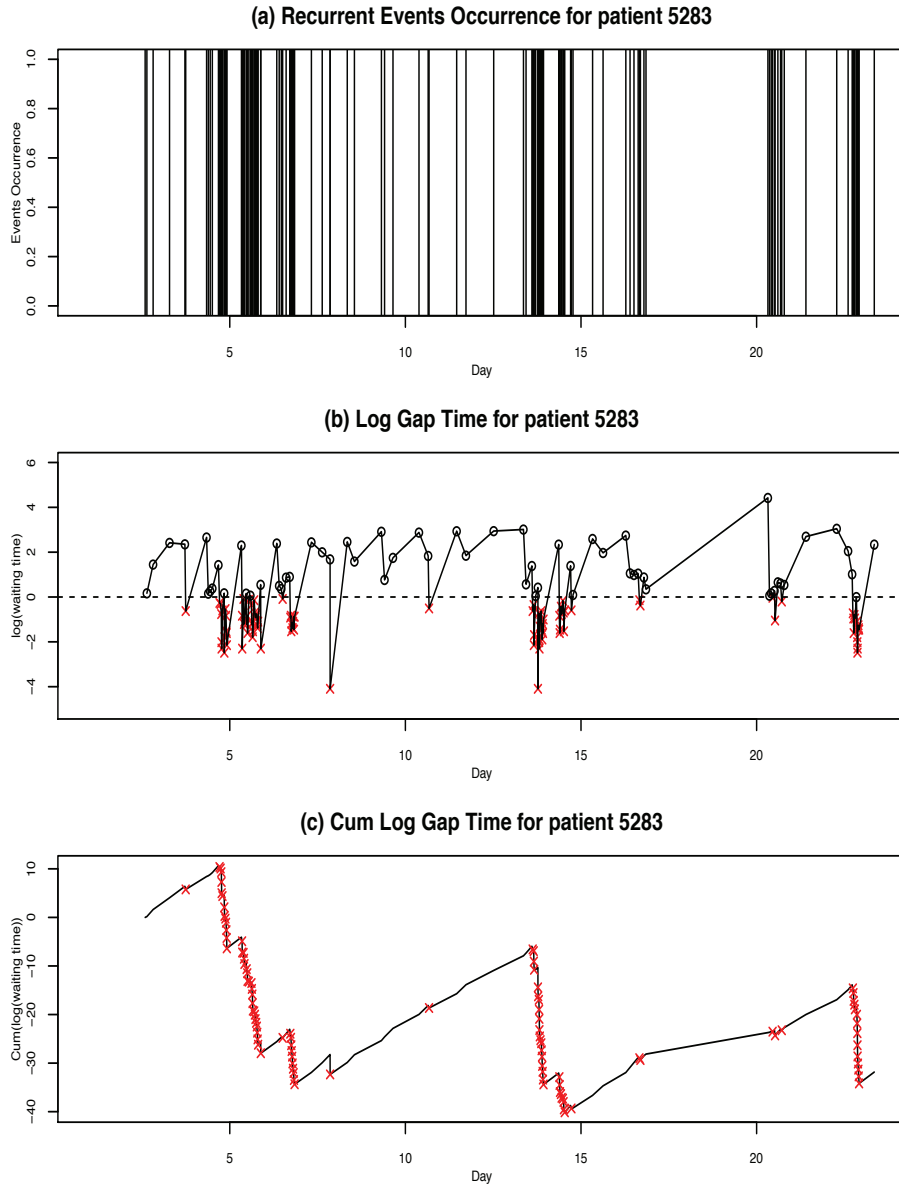 (a) Recurrent Events Occurrence for patient 5283
Events Occurrence
1.0
0.8
0.6
0.4
0.2
0.0
5 10 15 20
Day
(b) Log Gap Time for patient 5283
log(waiting time)
6
4
2
0
−2
−4
5 10 15 20
Day
(c) Cum Log Gap Time for patient 5283
Cum(log(waiting time))
10
0
−10
−20
−30
−40
5 10 15 20
Day